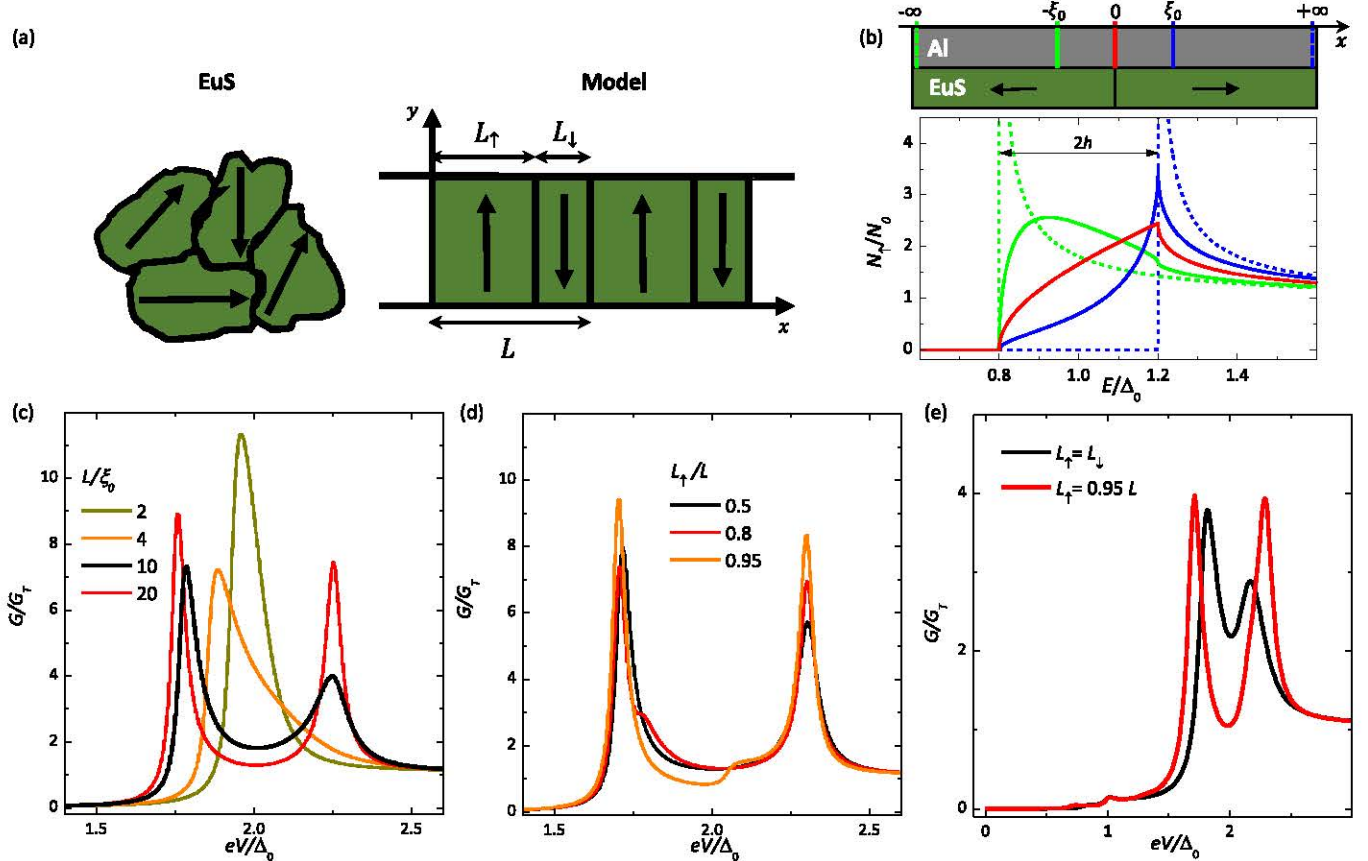 (a)
EuS
Model
y
L↑
L↓
L
x
(b)
-∞
-ξ₀
0
ξ₀
+∞
x
Al
EuS
2h
N↑/N₀
4
3
2
1
0
0.8
1.0
1.2
1.4
E/Δ₀
(c)
G/G_T
10
8
6
4
2
0
L/ξ₀
2
4
10
20
1.5
2.0
2.5
eV/Δ₀
(d)
G/G_T
10
8
6
4
2
0
L↑/L
0.5
0.8
0.95
1.5
2.0
2.5
eV/Δ₀
(e)
G/G_T
4
2
0
L↑= L↓
L↑= 0.95 L
0
1
2
eV/Δ₀